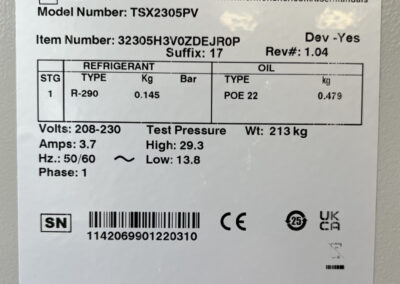 Model Number: TSX2305PV
Item Number: 32305H3V0ZDEJR0P Dev -Yes
Suffix: 17 Rev#: 1.04
REFRIGERANT OIL
STG TYPE Kg Bar TYPE kg
1 R-290 0.145 POE 22 0.479
Volts: 208-230 Test Pressure Wt: 213 kg
Amps: 3.7 High: 29.3
Hz.: 50/60 ~ Low: 13.8
Phase: 1
SN CE 25 UK
CA
1142069901220310